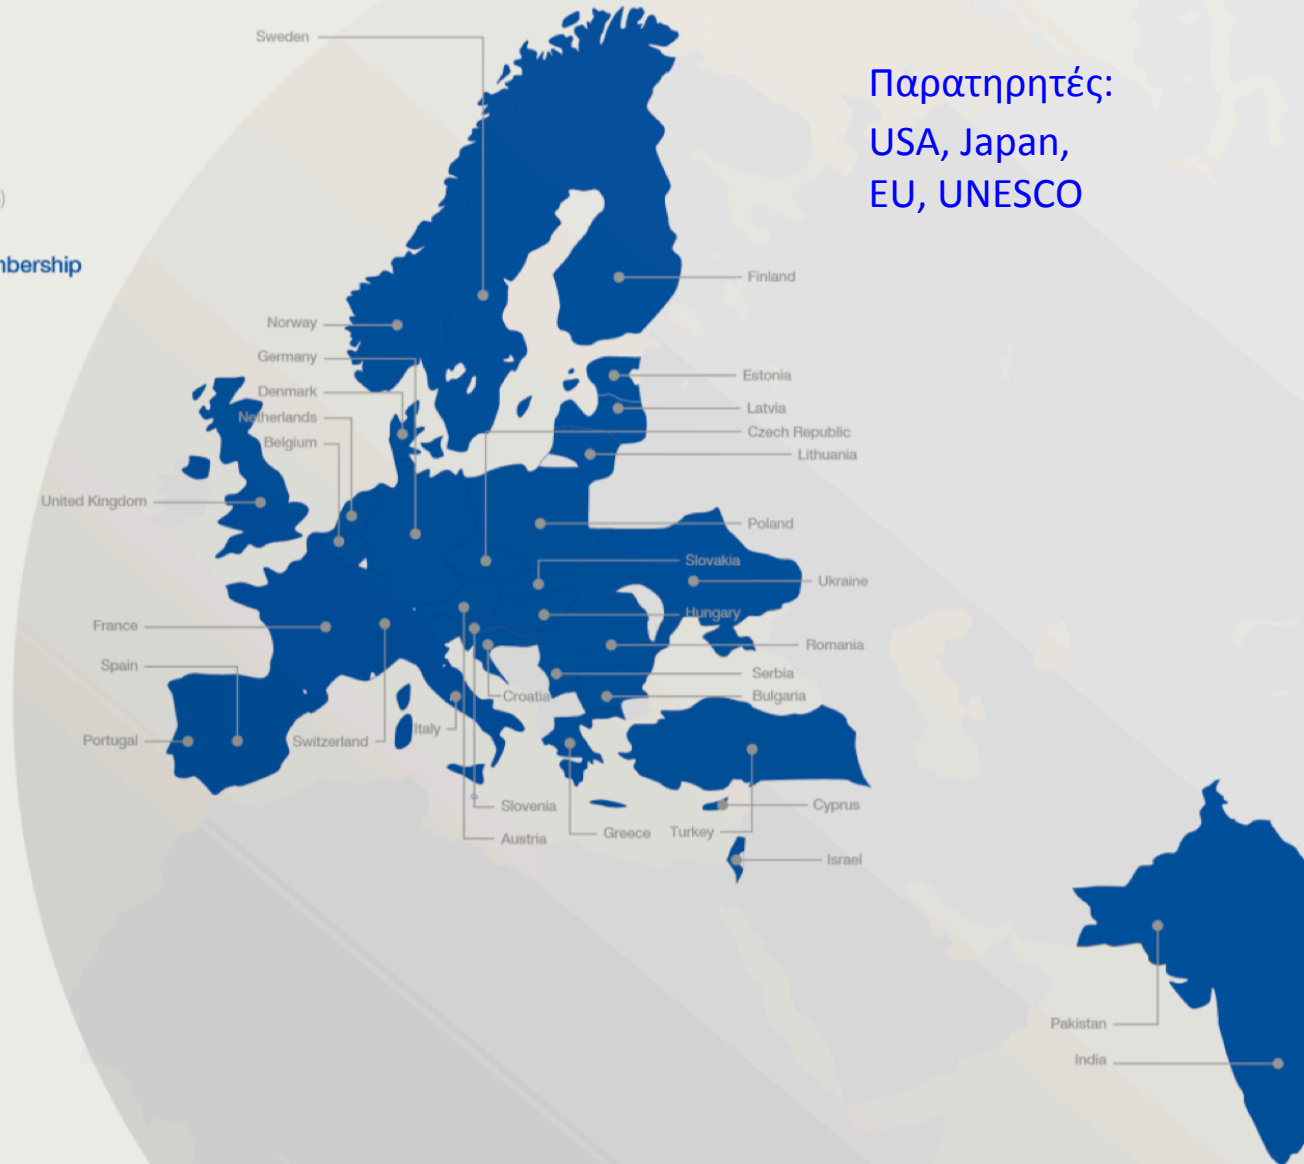 Sweden
Παρατηρητές:
USA, Japan,
EU, UNESCO
)
mbership
Finland
Norway
Germany
Estonia
Denmark
Latvia
Netherlands
Czech Republic
Belgium
Lithuania
United Kingdom
Poland
Slovakia
Ukraine
Hungary
France
Romania
Spain
Serbia
Croatia
Bulgaria
Italy
Portugal
Switzerland
Slovenia
Cyprus
Greece
Turkey
Austria
Israel
Pakistan
India